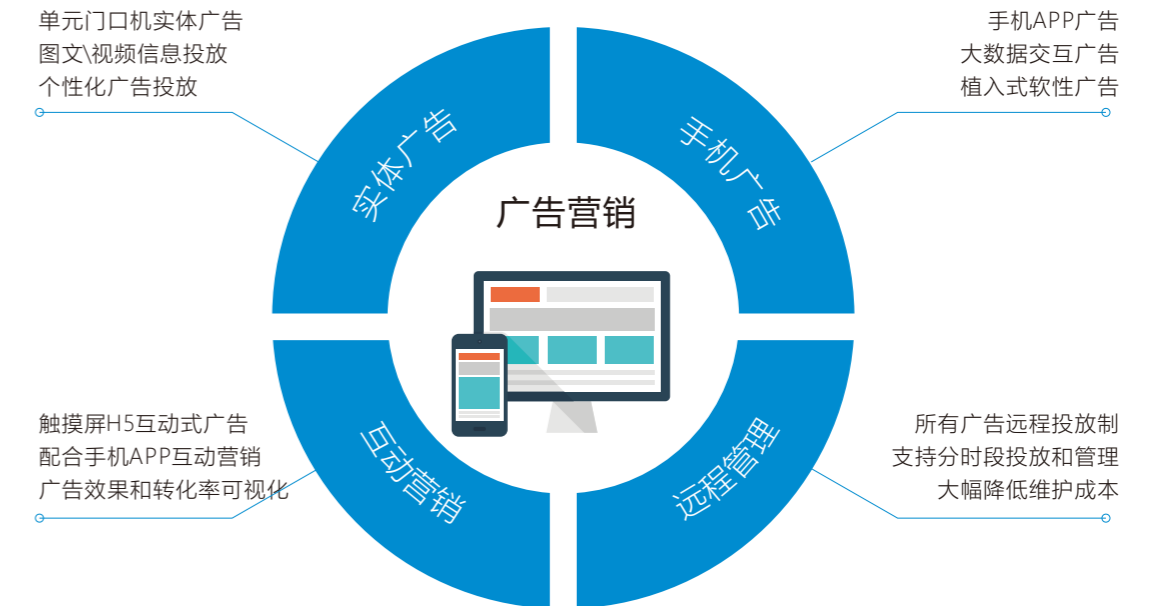 单元门口机实体广告
图文\视频信息投放
个性化广告投放
手机APP广告
大数据交互广告
植入式软性广告
实体广告
手机广告
广告营销
互动营销
远程管理
触摸屏H5互动式广告
配合手机APP互动营销
广告效果和转化率可视化
所有广告远程投放制
支持分时段投放和管理
大幅降低维护成本